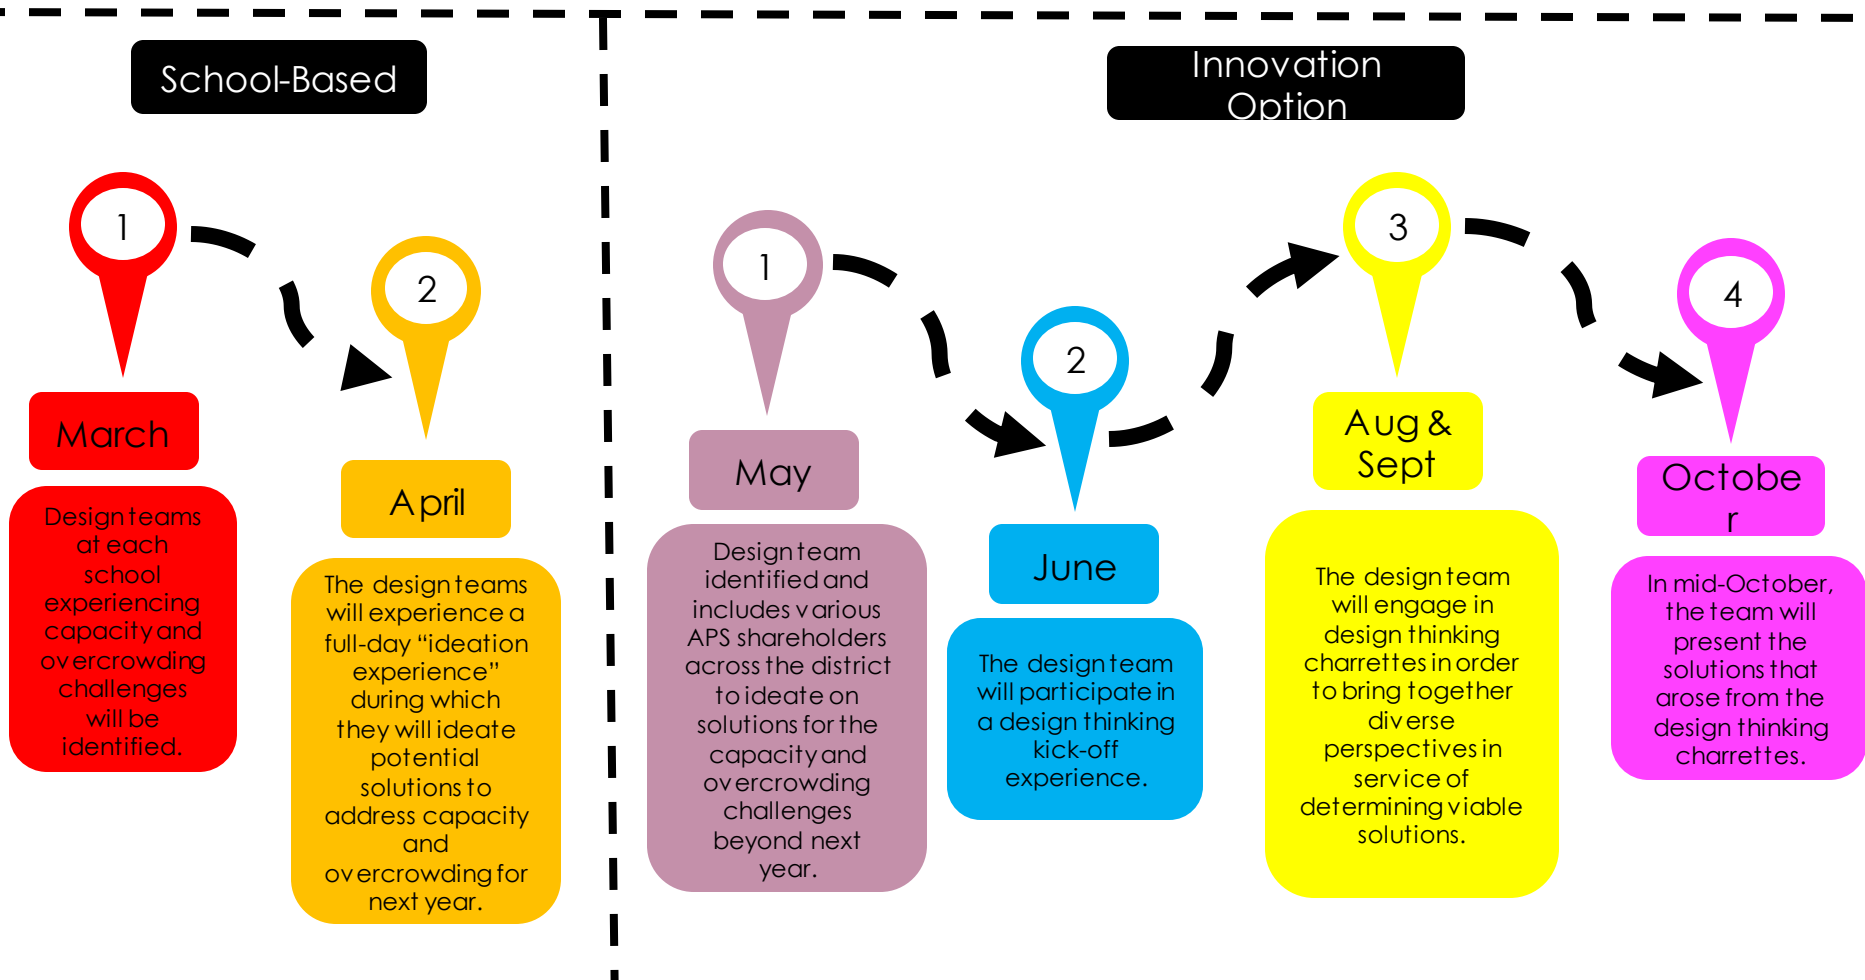 School-Based
1
March
Design teams
at each
school
experiencing
capacity and
overcrowding
challenges
will be
identified.
2
April
The design teams
will experience a
full-day “ideation
experience”
during which
they will ideate
potential
solutions to
address capacity
and
overcrowding for
next year.
Innovation
Option
1
May
Design team
identified and
includes various
APS shareholders
across the district
to ideate on
solutions for the
capacity and
overcrowding
challenges
beyond next
year.
2
June
The design team
will participate in
a design thinking
kick-off
experience.
3
Aug &
Sept
The design team
will engage in
design thinking
charrettes in order
to bring together
diverse
perspectives in
service of
determining viable
solutions.
4
Octobe
r
In mid-October,
the team will
present the
solutions that
arose from the
design thinking
charrettes.